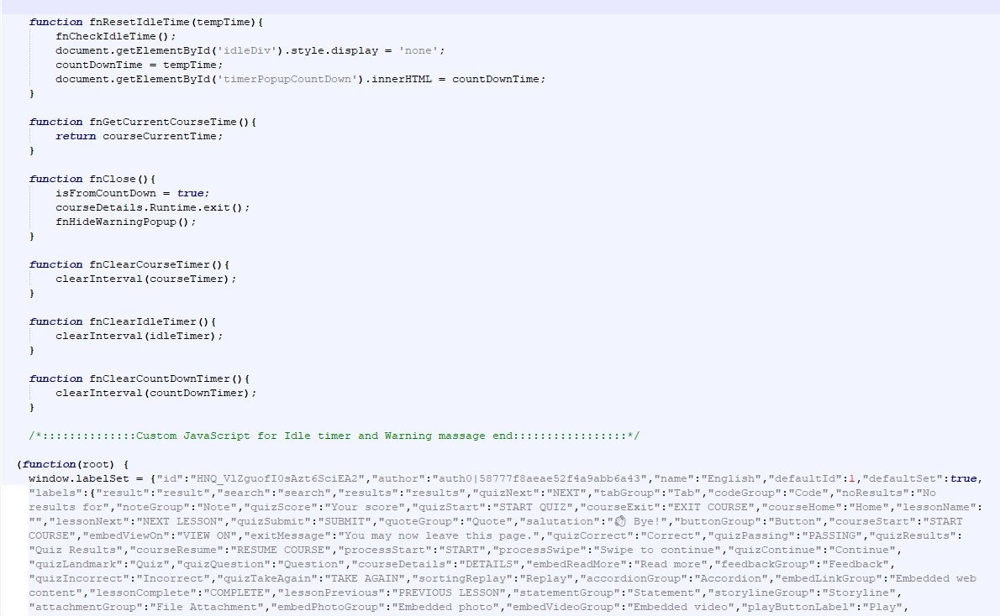 function fnResetIdleTime(tempTime){
fnCheckIdleTime();
document.getElementById('idleDiv').style.display = 'none';
countDownTime = tempTime;
document.getElementById('timerPopupCountDown').innerHTML = countDownTime;
}
function fnGetCurrentCourseTime(){
return courseCurrentTime;
}
function fnClose(){
isFromCountDown = true;
courseDetails.Runtime.exit();
fnHideWarningPopup();
}
function fnClearCourseTimer(){
clearInterval(courseTimer);
}
function fnClearIdleTimer(){
clearInterval(idleTimer);
}
function fnClearCountDownTimer(){
clearInterval(countDownTimer);
}
/*::::::::::::::Custom JavaScript for Idle timer and Warning massage end:::::::::::::::::*/
(function(root) {
window.labelSet = {"id":"HNQ_VlZguofI0sAzt6SciEA2","author":"auth0|58777f8aeae52f4a9abb6a43","name":"English","defaultId":1,"defaultSet":true,
"labels":{"result":"result","search":"search","results":"results","quizNext":"NEXT","tabGroup":"Tab","codeGroup":"Code","noResults":"No
results for","noteGroup":"Note","quizScore":"Your score","quizStart":"START QUIZ","courseExit":"EXIT COURSE","courseHome":"Home","lessonName":
"","lessonNext":"NEXT LESSON","quizSubmit":"SUBMIT","quoteGroup":"Quote","salutation":"👋 Bye!","buttonGroup":"Button","courseStart":"START
COURSE","embedViewOn":"VIEW ON","exitMessage":"You may now leave this page.","quizCorrect":"Correct","quizPassing":"PASSING","quizResults":
"Quiz Results","courseResume":"RESUME COURSE","processStart":"START","processSwipe":"Swipe to continue","quizContinue":"Continue",
"quizLandmark":"Quiz","quizQuestion":"Question","courseDetails":"DETAILS","embedReadMore":"Read more","feedbackGroup":"Feedback",
"quizIncorrect":"Incorrect","quizTakeAgain":"TAKE AGAIN","sortingReplay":"Replay","accordionGroup":"Accordion","embedLinkGroup":"Embedded web
content","lessonComplete":"COMPLETE","lessonPrevious":"PREVIOUS LESSON","statementGroup":"Statement","storylineGroup":"Storyline",
"attachmentGroup":"File Attachment","embedPhotoGroup":"Embedded photo","embedVideoGroup":"Embedded video","playButtonLabel":"Play",